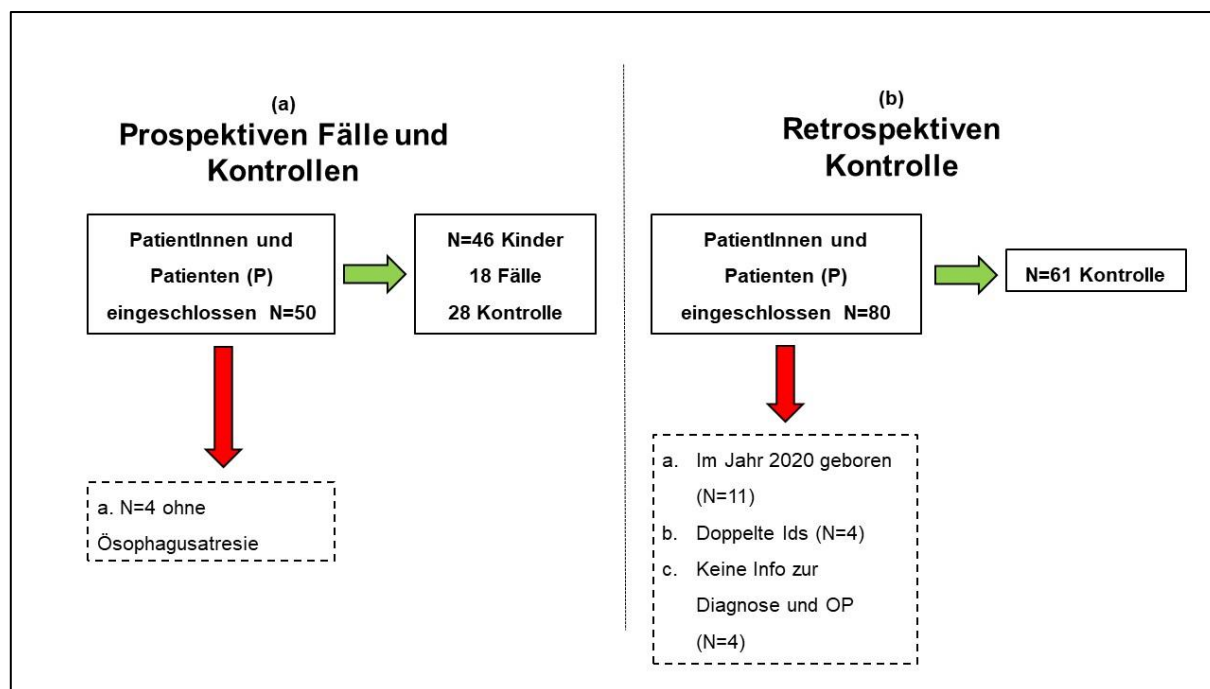 (a)
Prospektiven Fälle und
Kontrollen
PatientInnen und
Patienten (P)
eingeschlossen N=50
N=46 Kinder
18 Fälle
28 Kontrolle
a. N=4 ohne
Ösophagusatresie
(b)
Retrospektiven
Kontrolle
PatientInnen und
Patienten (P)
eingeschlossen N=80
N=61 Kontrolle
a. Im Jahr 2020 geboren
(N=11)
b. Doppelte Ids (N=4)
c. Keine Info zur
Diagnose und OP
(N=4)